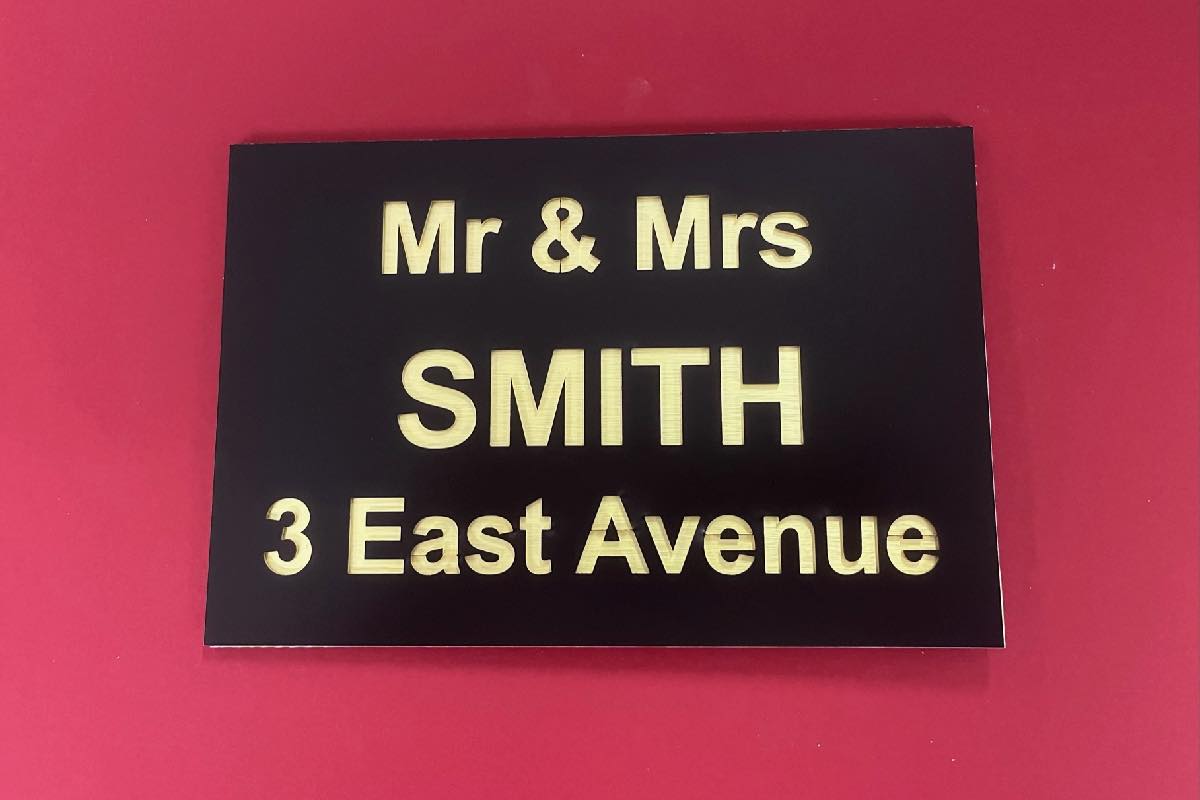 Mr & Mrs
SMITH
3 East Avenue